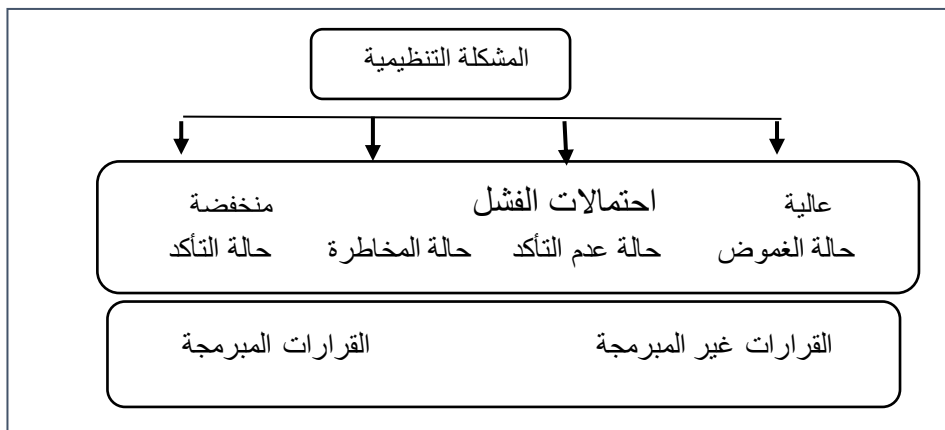 المشكلة التنظيمية
عالية احتمالات الفشل منخفضة
حالة الغموض حالة عدم التأكد حالة المخاطرة حالة التأكد
القرارات غير المبرمجة القرارات المبرمجة